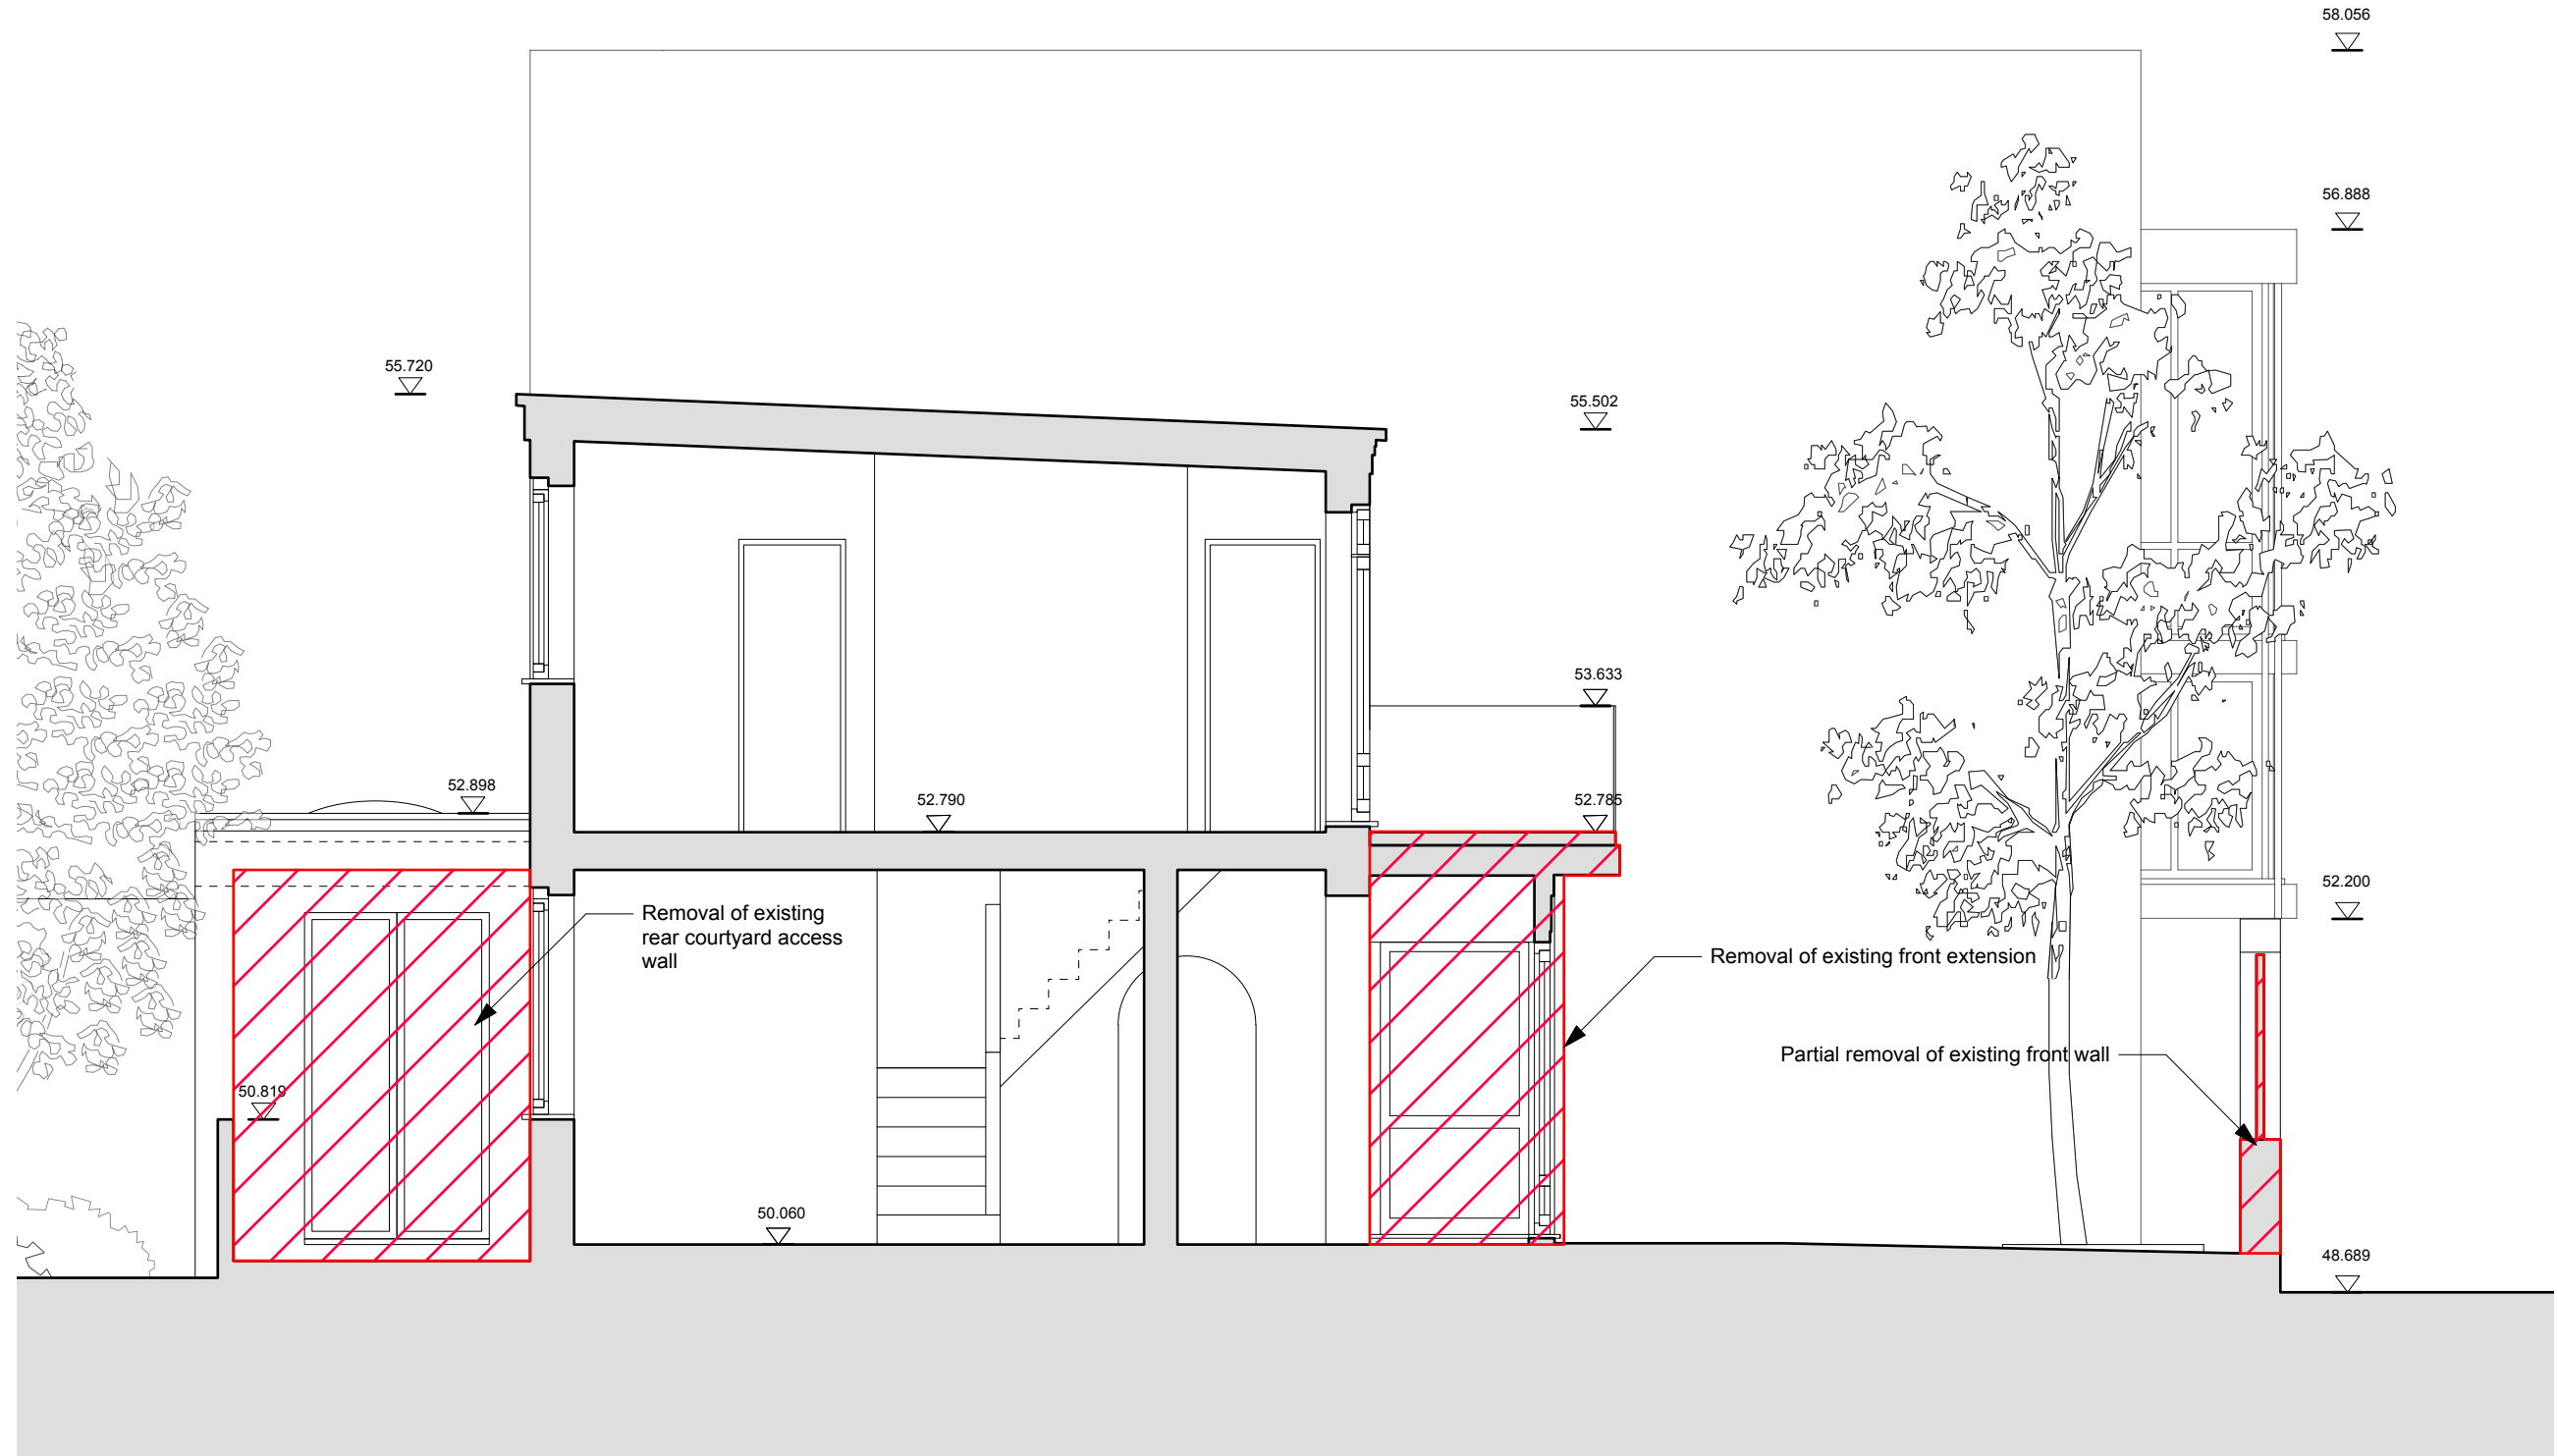 58.056
56.888
55.720
55.502
53.633
52.898
52.790
52.785
52.200
Removal of existing
rear courtyard access
wall
Removal of existing front extension
Partial removal of existing front wall
50.819
50.060
48.689